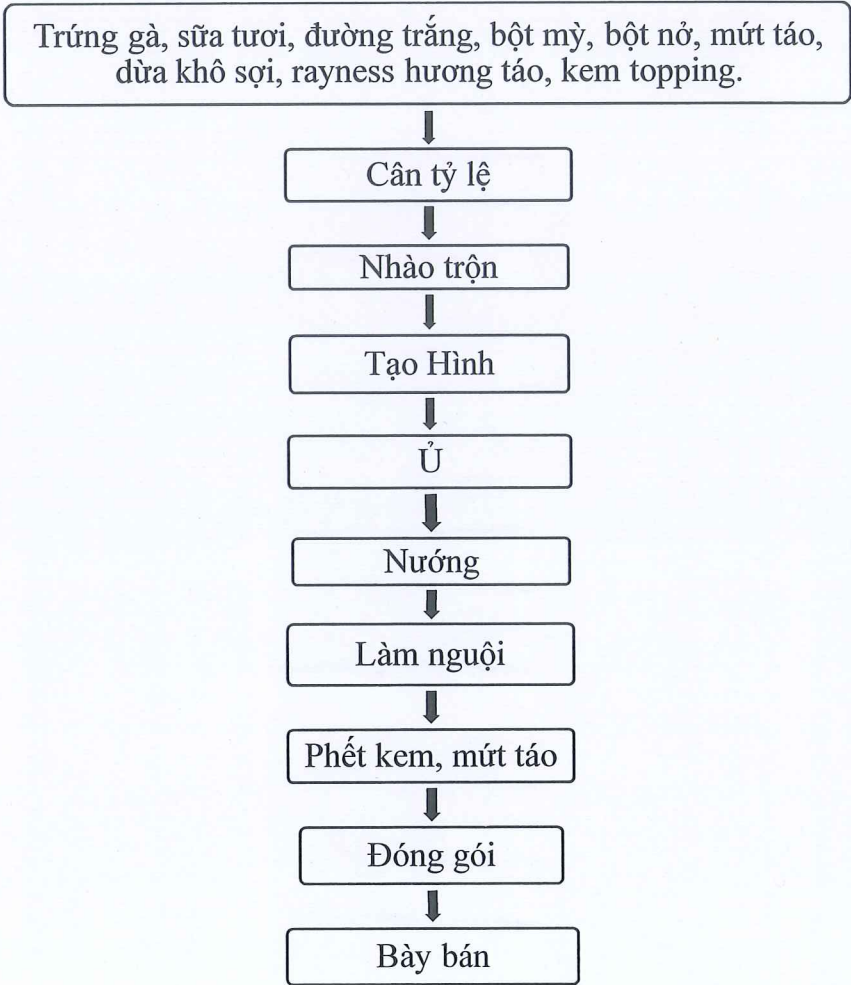 Trứng gà, sữa tươi, đường trắng, bột mỳ, bột nở, mứt táo,
dừa khô sợi, rayness hương táo, kem topping.
Cân tỷ lệ
Nhào trộn
Tạo Hình
Ủ
Nướng
Làm nguội
Phết kem, mứt táo
Đóng gói
Bày bán